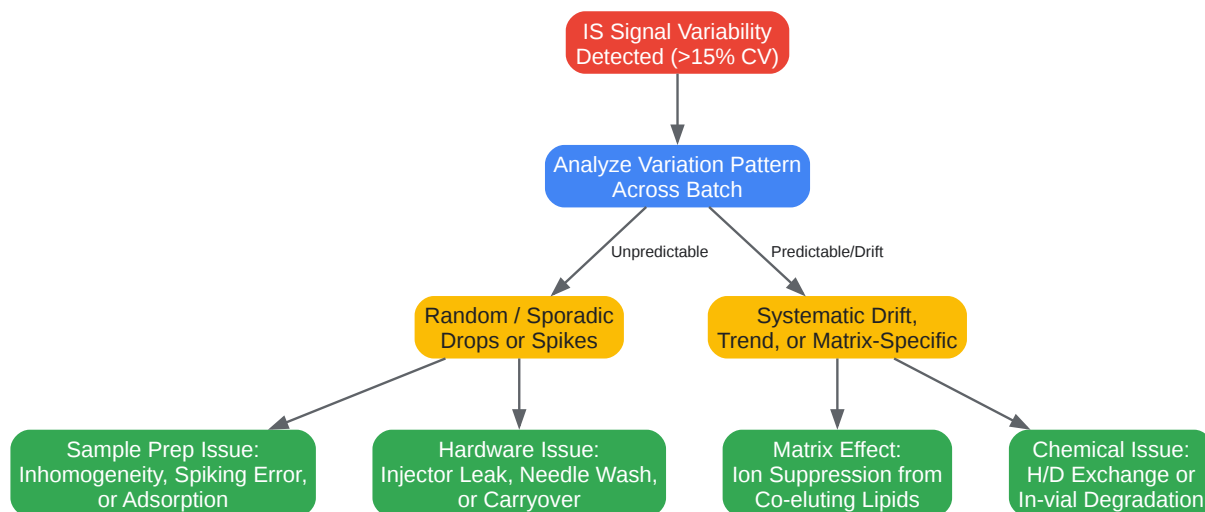 IS Signal Variability
Detected (>15% CV)
Analyze Variation Pattern
Across Batch
Unpredictable
Predictable/Drift
Random / Sporadic
Drops or Spikes
Systematic Drift,
Trend, or Matrix-Specific
Sample Prep Issue:
Inhomogeneity, Spiking Error,
or Adsorption
Hardware Issue:
Injector Leak, Needle Wash,
or Carryover
Matrix Effect:
Ion Suppression from
Co-eluting Lipids
Chemical Issue:
H/D Exchange or
In-vial Degradation